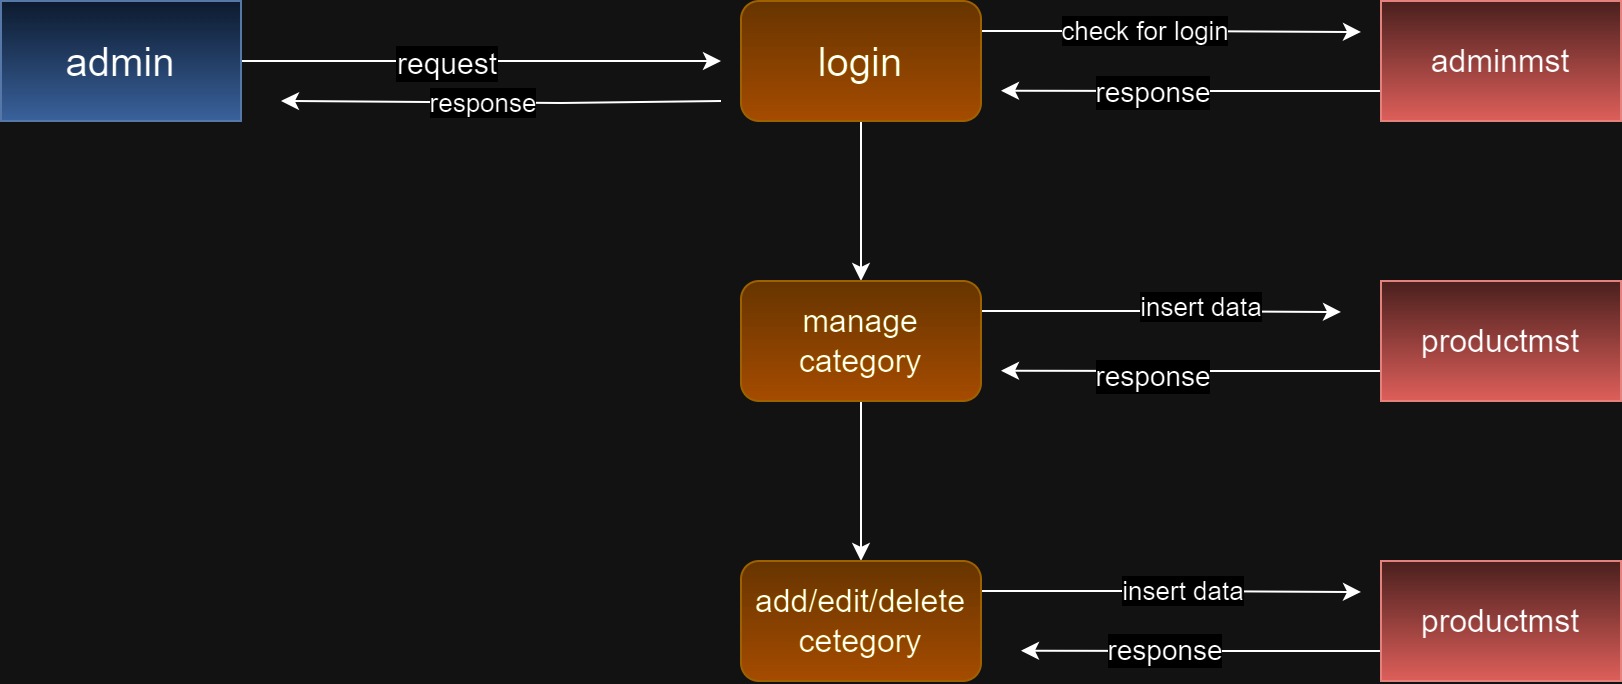 admin
request
response
login
check for login
response
adminmst
manage
category
insert data
response
productmst
add/edit/delete
cetegory
insert data
response
productmst